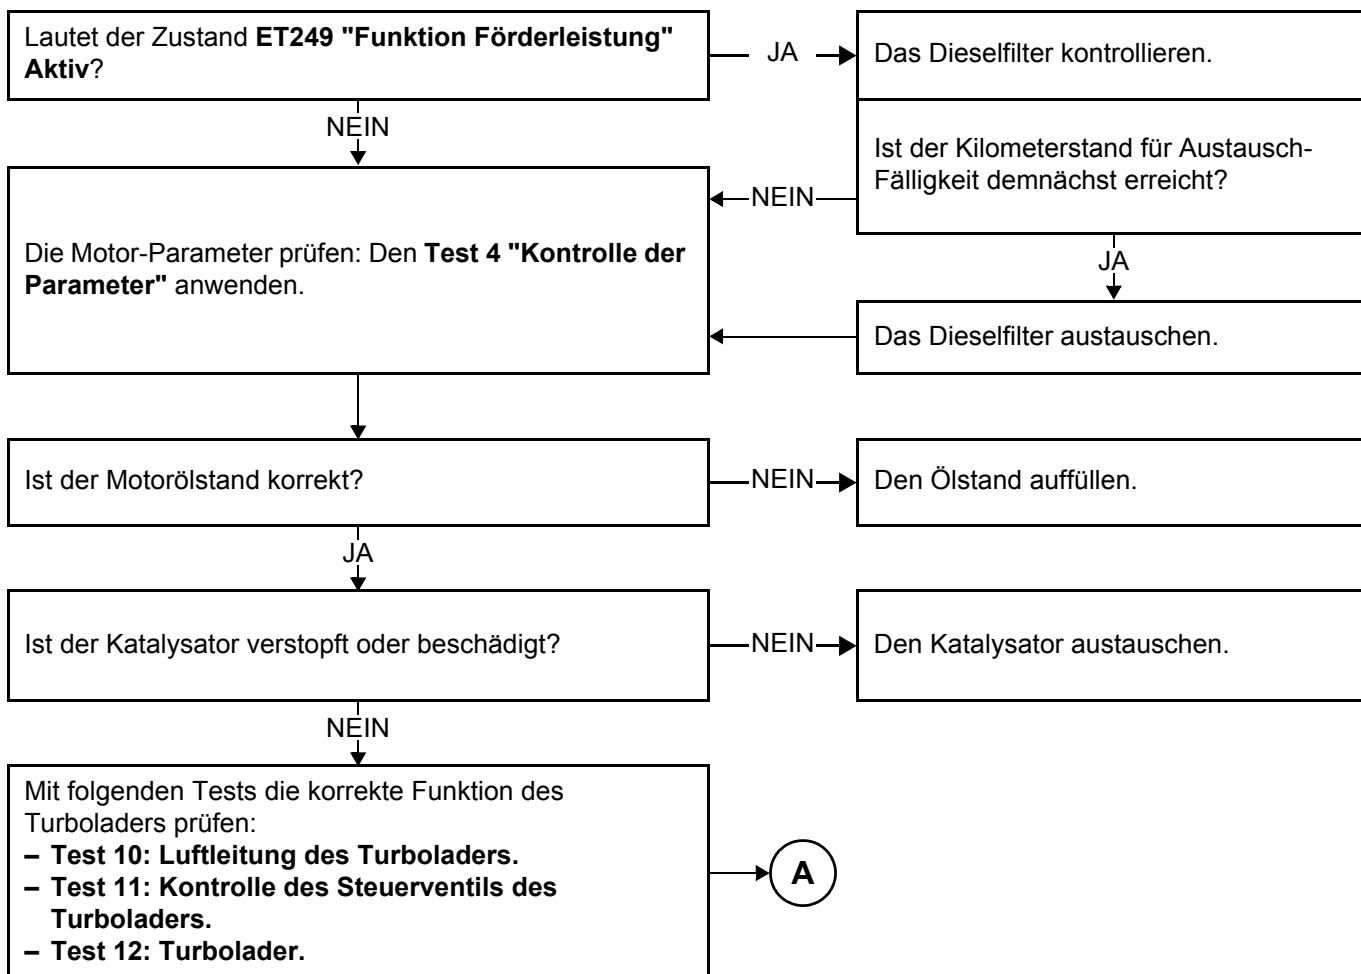 Lautet der Zustand ET249 "Funktion Förderleistung"
Aktiv?
JA
Das Dieselfilter kontrollieren.
NEIN
Ist der Kilometerstand für Austausch-
Fälligkeit demnächst erreicht?
NEIN
Die Motor-Parameter prüfen: Den Test 4 "Kontrolle der
Parameter" anwenden.
JA
Das Dieselfilter austauschen.
Ist der Motorölstand korrekt?
NEIN
Den Ölstand auffüllen.
JA
Ist der Katalysator verstopft oder beschädigt?
NEIN
Den Katalysator austauschen.
NEIN
Mit folgenden Tests die korrekte Funktion des
Turboladers prüfen:
– Test 10: Luftleitung des Turboladers.
– Test 11: Kontrolle des Steuerventils des
Turboladers.
– Test 12: Turbolader.
A